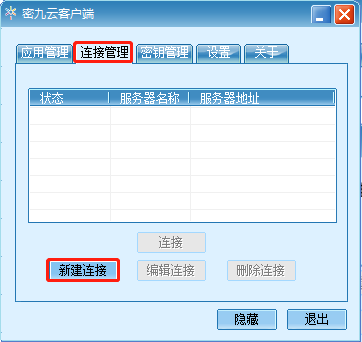 密九云客户端
应用管理 连接管理 密钥管理 设置 关于
状态 服务器名称 服务器地址
连接
新建连接 编辑连接 删除连接
隐藏 退出